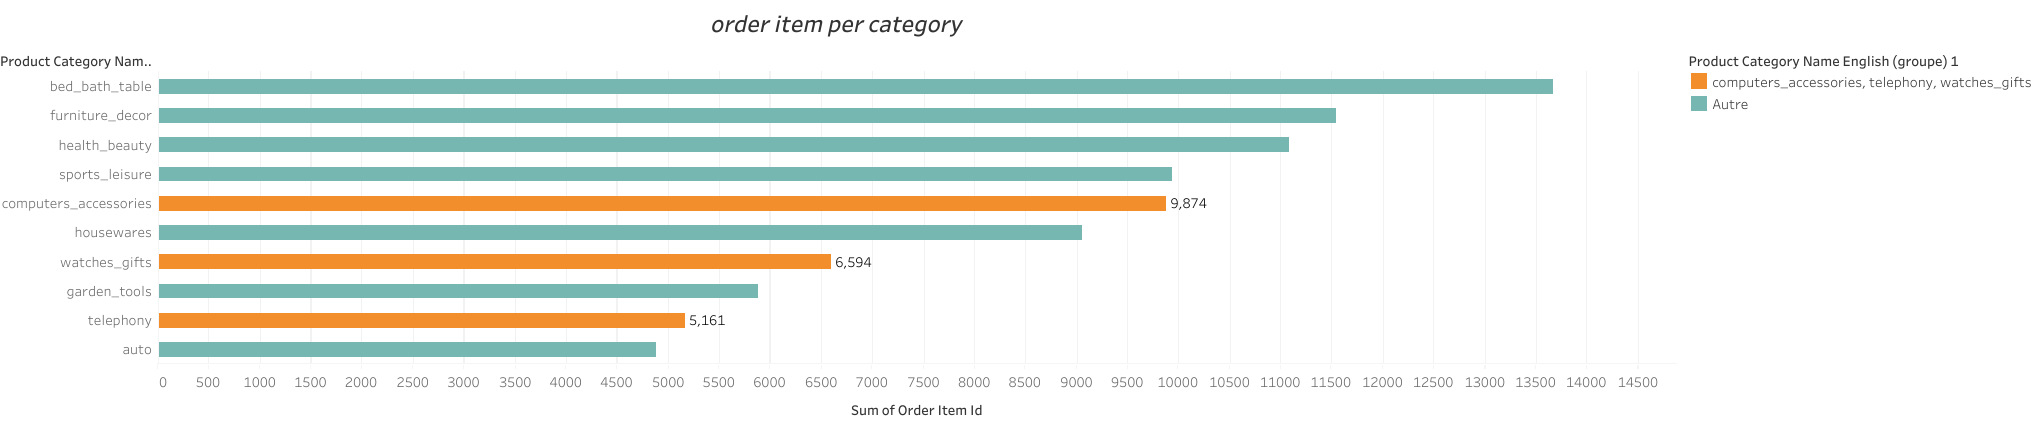 order item per category
Product Category Nam..
bed_bath_table
furniture_decor
health_beauty
sports_leisure
computers_accessories 9,874
housewares
watches_gifts 6,594
garden_tools
telephony 5,161
auto
0 500 1000 1500 2000 2500 3000 3500 4000 4500 5000 5500 6000 6500 7000 7500 8000 8500 9000 9500 10000 10500 11000 11500 12000 12500 13000 13500 14000 14500
Sum of Order Item Id
Product Category Name English (groupe) 1
computers_accessories, telephony, watches_gifts
Autre